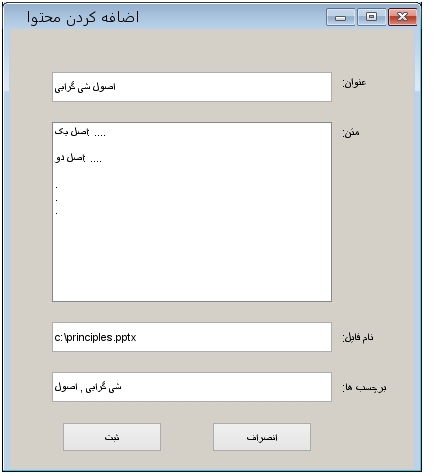 اضافه کردن محتوا
عنوان:
اصول شی گرایی
متن:
اصل یک ....
اصل دو ....
.
.
.
نام فایل:
c:\principles.pptx
برچسب ها:
شی گرایی , اصول
ثبت
انصراف